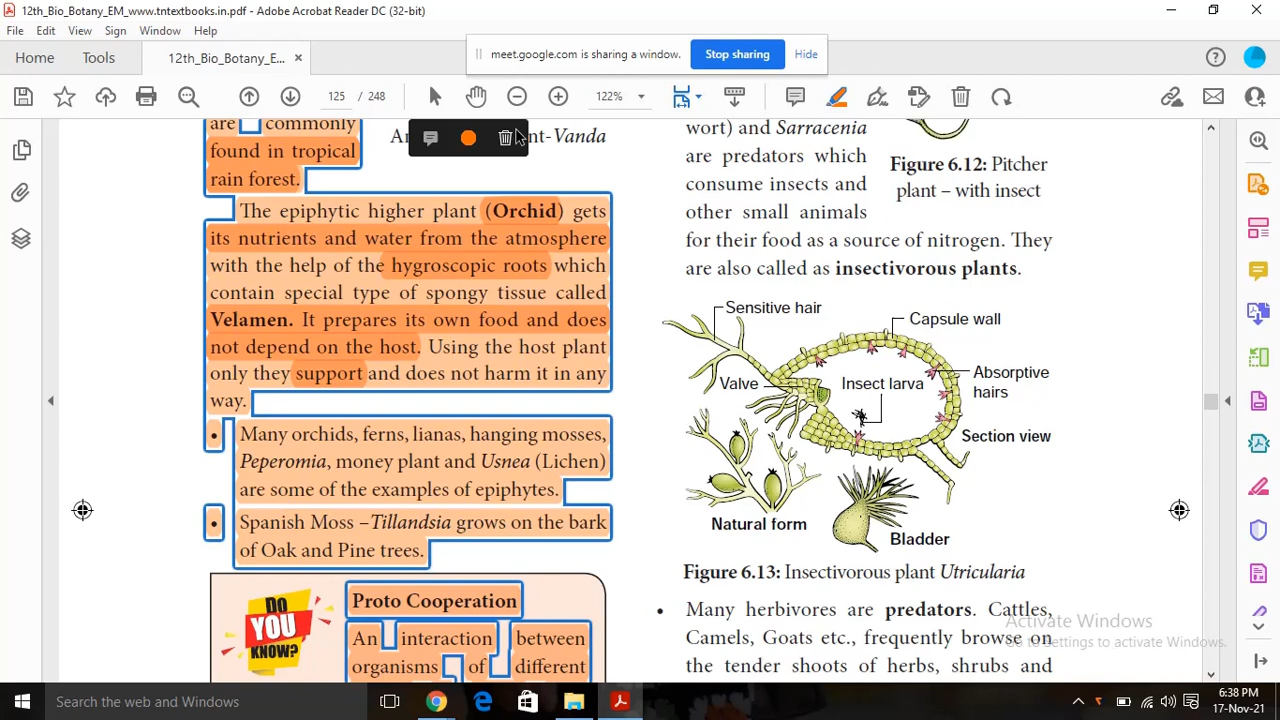 12th_Bio_Botany_EM_www.tntextbooks.in.pdf - Adobe Acrobat Reader DC (32-bit)
File Edit View Sign Window Help
Home Tools 12th_Bio_Botany_E... ×
meet.google.com is sharing a window. Stop sharing Hide
125 / 248 122%
are commonly
found in tropical
rain forest.
nt-Vanda
The epiphytic higher plant (Orchid) gets
its nutrients and water from the atmosphere
with the help of the hygroscopic roots which
contain special type of spongy tissue called
Velamen. It prepares its own food and does
not depend on the host. Using the host plant
only they support and does not harm it in any
way.
• Many orchids, ferns, lianas, hanging mosses,
Peperomia, money plant and Usnea (Lichen)
are some of the examples of epiphytes.
• Spanish Moss –Tillandsia grows on the bark
of Oak and Pine trees.
DO
YOU
KNOW?
Proto Cooperation
An interaction between
organisms of different
wort) and Sarracenia
are predators which
consume insects and
other small animals
for their food as a source of nitrogen. They
are also called as insectivorous plants.
Figure 6.12: Pitcher
plant – with insect
Sensitive hair
Capsule wall
Valve
Insect larva
Absorptive
hairs
Section view
Natural form
Bladder
Figure 6.13: Insectivorous plant Utricularia
• Many herbivores are predators. Cattles,
Camels, Goats etc., frequently browse on
the tender shoots of herbs, shrubs and
Activate Windows
Go to Settings to activate Windows.
Search the web and Windows
6:38 PM
17-Nov-21